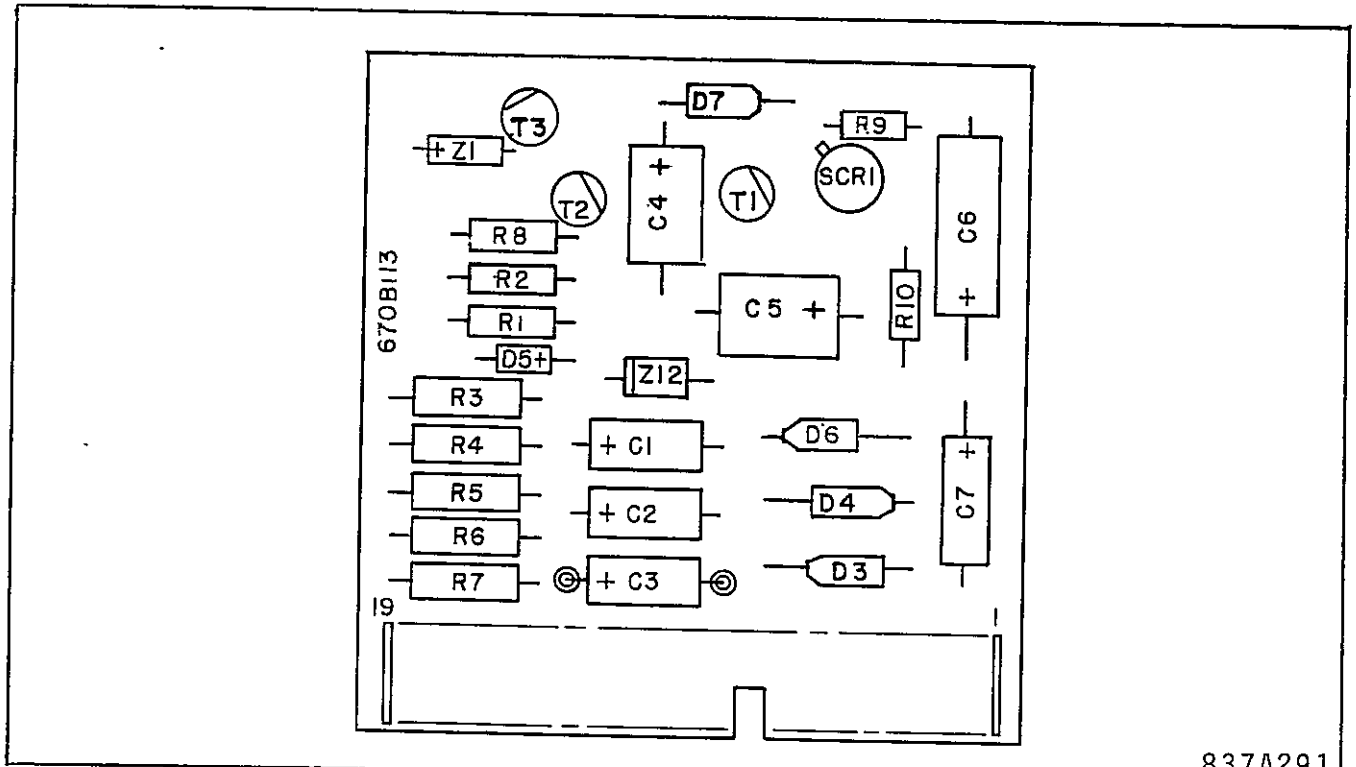 D7
T3
R9
+ Z1
SCR1
+
C4
T2
T1
C6
+
R8
670B113
R2
R10
C5 +
R1
D5+
Z12
R3
D6
R4
+ C1
+
C7
R5
D4
+ C2
R6
D3
R7
+ C3
19
1
837A291